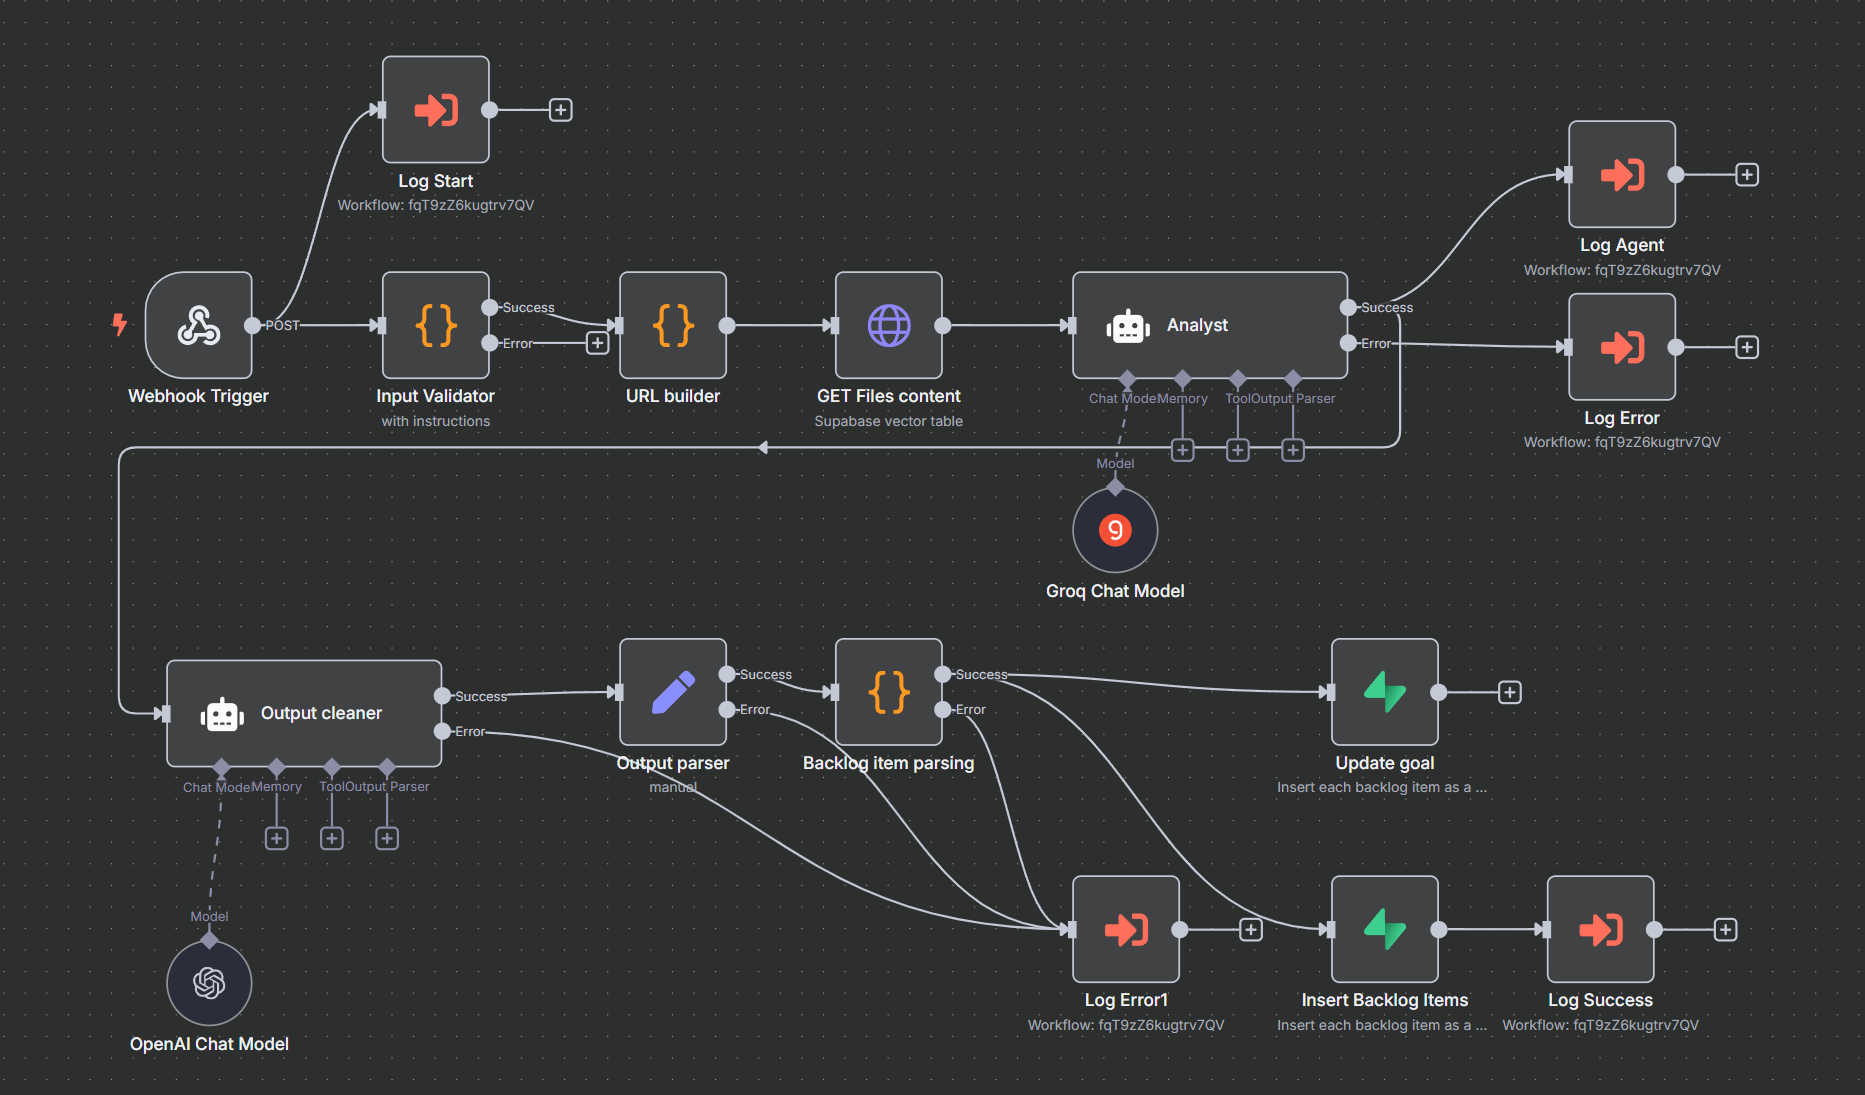 Log Start
Workflow: fqT9zZ6kugtrv7QV
Log Agent
Workflow: fqT9zZ6kugtrv7QV
POST
Webhook Trigger
Success
Error
Input Validator
with instructions
URL builder
GET Files content
Supabase vector table
Analyst
Success
Error
Chat Mode
Memory
Tool
Output Parser
Log Error
Workflow: fqT9zZ6kugtrv7QV
Model
Groq Chat Model
Output cleaner
Success
Error
Chat Mode
Memory
Tool
Output Parser
Model
OpenAI Chat Model
Success
Error
Output parser
manual
Success
Error
Backlog item parsing
Update goal
Insert each backlog item as a ...
Log Error1
Workflow: fqT9zZ6kugtrv7QV
Insert Backlog Items
Insert each backlog item as a ...
Log Success
Workflow: fqT9zZ6kugtrv7QV